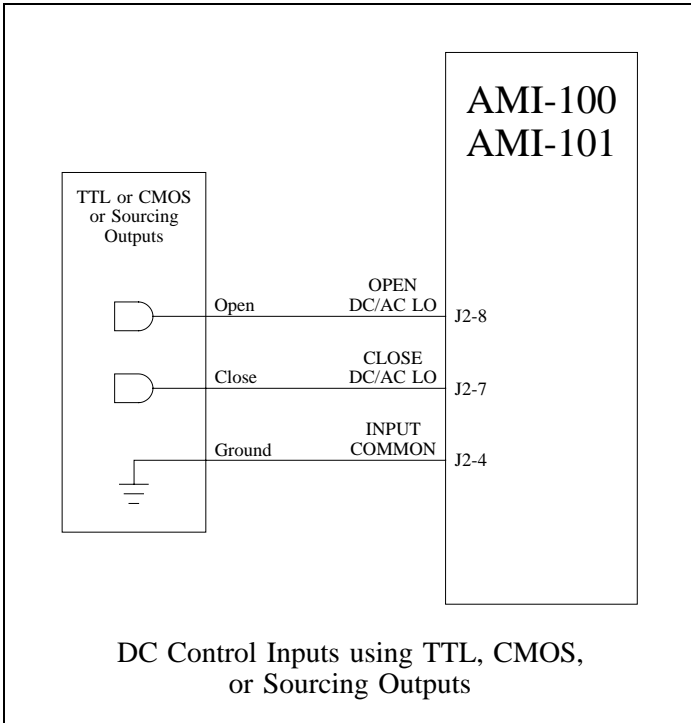 AMI-100
AMI-101
TTL or CMOS
or Sourcing
Outputs
Open
OPEN
DC/AC LO
J2-8
Close
CLOSE
DC/AC LO
J2-7
Ground
INPUT
COMMON
J2-4
DC Control Inputs using TTL, CMOS,
or Sourcing Outputs